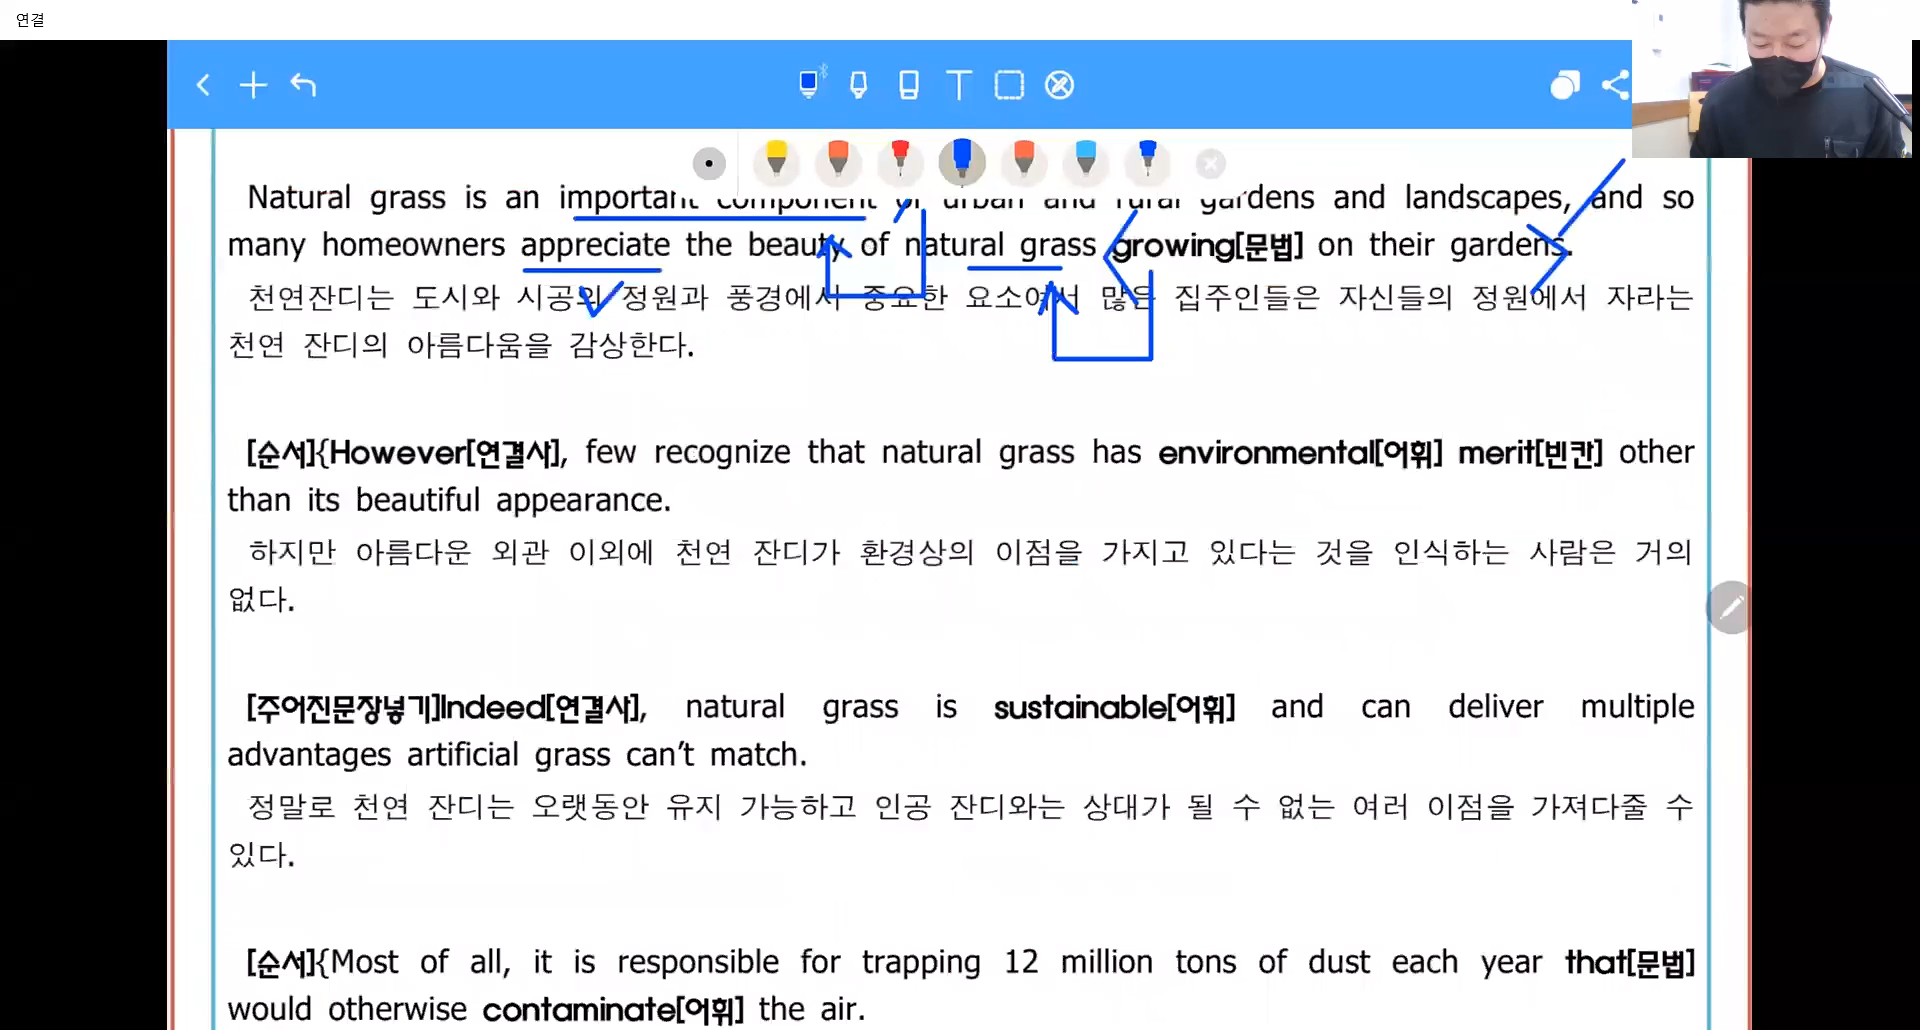 연결
Natural grass is an important component of urban and rural gardens and landscapes, and so
many homeowners appreciate the beauty of natural grass growing[문법] on their gardens.
천연잔디는 도시와 시공의 정원과 풍경에서 중요한 요소여서 많은 집주인들은 자신들의 정원에서 자라는
천연 잔디의 아름다움을 감상한다.
[순서]{However[연결사], few recognize that natural grass has environmental[어휘] merit[빈칸] other
than its beautiful appearance.
하지만 아름다운 외관 이외에 천연 잔디가 환경상의 이점을 가지고 있다는 것을 인식하는 사람은 거의
없다.
[주어진문장넣기]Indeed[연결사], natural grass is sustainable[어휘] and can deliver multiple
advantages artificial grass can't match.
정말로 천연 잔디는 오랫동안 유지 가능하고 인공 잔디와는 상대가 될 수 없는 여러 이점을 가져다줄 수
있다.
[순서]{Most of all, it is responsible for trapping 12 million tons of dust each year that[문법]
would otherwise contaminate[어휘] the air.